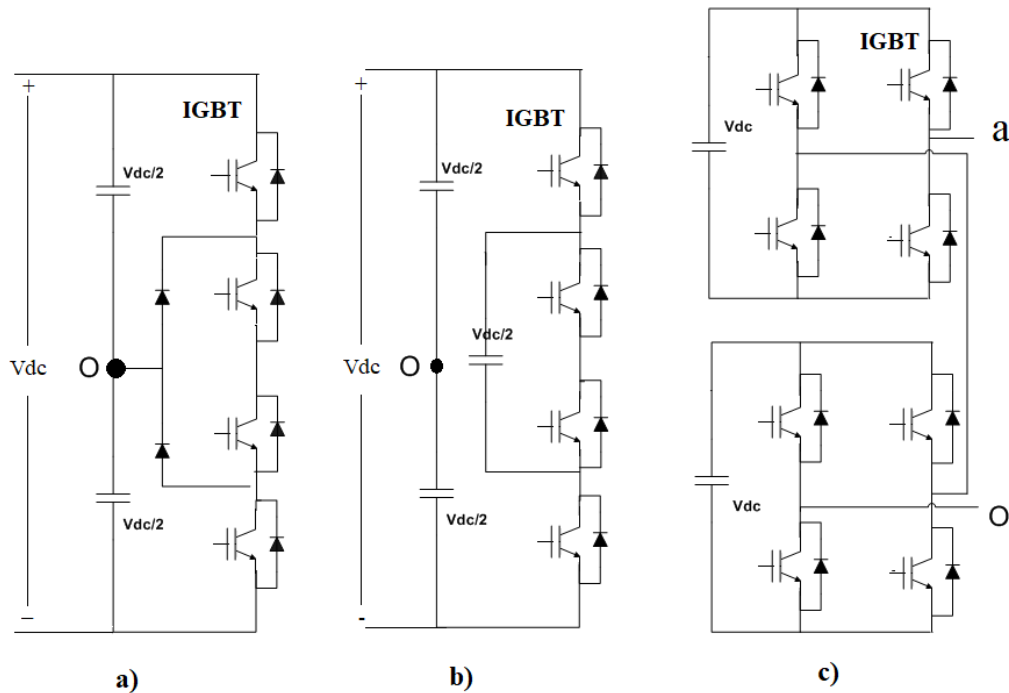 +
IGBT
Vdc/2
Vdc
O
Vdc/2
–
a)
+
IGBT
Vdc/2
Vdc/2
Vdc
O
Vdc/2
-
b)
IGBT
Vdc
a
Vdc
O
c)